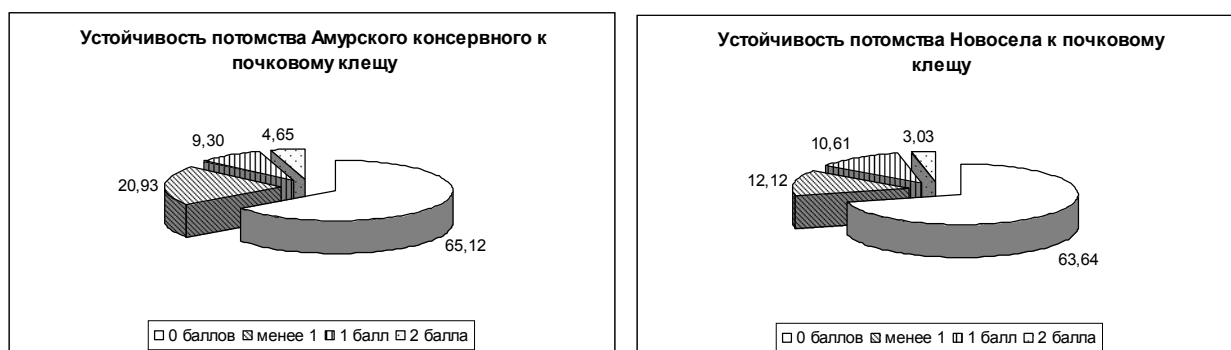 Устойчивость потомства Амурского консервного к
почковому клещу
9,30
4,65
20,93
65,12
0 баллов менее 1 1 балл 2 балла
Устойчивость потомства Новосела к почковому
клещу
10,61
3,03
12,12
63,64
0 баллов менее 1 1 балл 2 балла